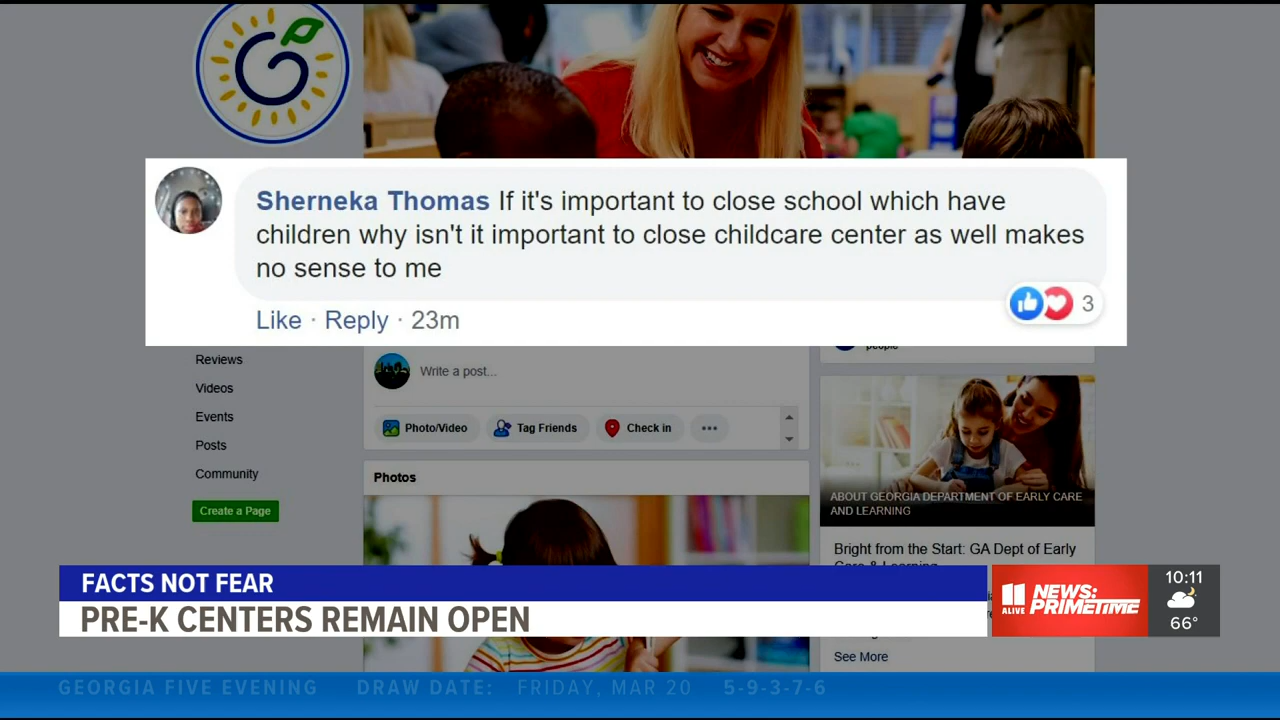 Sherneka Thomas If it's important to close school which have
children why isn't it important to close childcare center as well makes
no sense to me
Like · Reply · 23m
3
Reviews
Videos
Events
Posts
Community
Create a Page
Write a post...
Photo/Video
Tag Friends
Check in
Photos
people
ABOUT GEORGIA DEPARTMENT OF EARLY CARE
AND LEARNING
Bright from the Start: GA Dept of Early
Care & Learning
See More
FACTS NOT FEAR
PRE-K CENTERS REMAIN OPEN
11
ALIVE
NEWS:
PRIMETIME
10:11
66°
GEORGIA FIVE EVENING DRAW DATE: FRIDAY, MAR 20 5-9-3-7-6